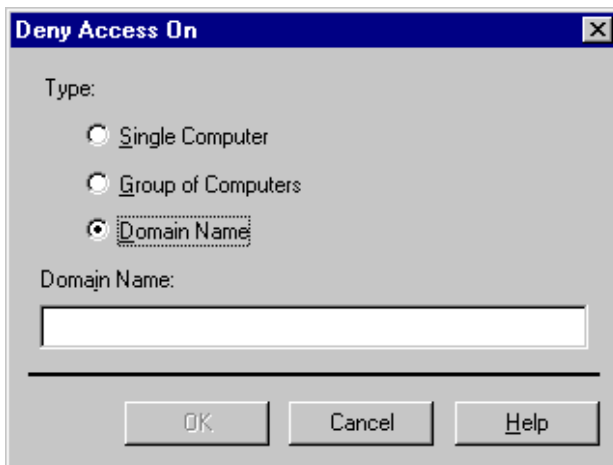 Deny Access On
Type:
Single Computer
Group of Computers
Domain Name
Domain Name:
OK Cancel Help